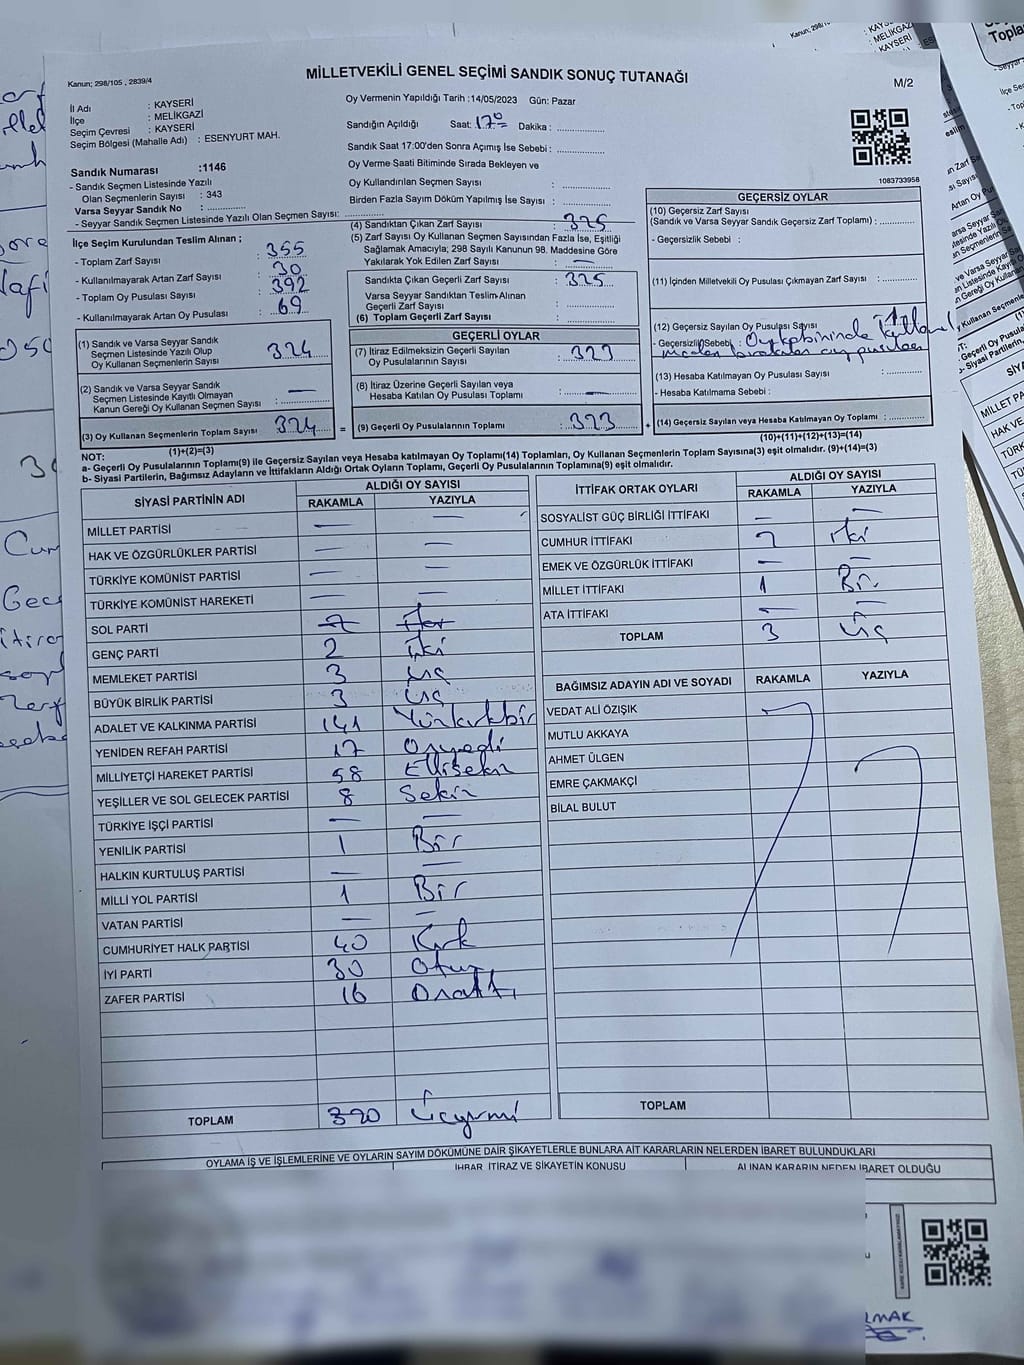 Kanun; 298/105 , 2839/4
MİLLETVEKİLİ GENEL SEÇİMİ SANDIK SONUÇ TUTANAĞI
M/2
İl Adı : KAYSERİ
İlçe : MELİKGAZİ
Seçim Çevresi : KAYSERİ
Seçim Bölgesi (Mahalle Adı) : ESENYURT MAH.
Sandık Numarası :1146
- Sandık Seçmen Listesinde Yazılı
Olan Seçmenlerin Sayısı : 343
Varsa Seyyar Sandık No :
- Seyyar Sandık Seçmen Listesinde Yazılı Olan Seçmen Sayısı:
Oy Vermenin Yapıldığı Tarih :14/05/2023 Gün: Pazar
Sandığın Açıldığı Saat: 17 Dakika :
Sandık Saat 17:00'den Sonra Açımış İse Sebebi :
Oy Verme Saati Bitiminde Sırada Bekleyen ve
Oy Kullandırılan Seçmen Sayısı :
Birden Fazla Sayım Döküm Yapılmış İse Sayısı :
1083733958
İlçe Seçim Kurulundan Teslim Alınan ;
- Toplam Zarf Sayısı : 355
- Kullanılmayarak Artan Zarf Sayısı : 30
- Toplam Oy Pusulası Sayısı : 392
- Kullanılmayarak Artan Oy Pusulası : 69
(1) Sandık ve Varsa Seyyar Sandık
Seçmen Listesinde Yazılı Olup
Oy Kullanan Seçmenlerin Sayısı : 324
(2) Sandık ve Varsa Seyyar Sandık
Seçmen Listesinde Kayıtlı Olmayan
Kanun Gereği Oy Kullanan Seçmen Sayısı : —
(3) Oy Kullanan Seçmenlerin Toplam Sayısı 324
(1)+(2)=(3)
(4) Sandıktan Çıkan Zarf Sayısı : 325
(5) Zarf Sayısı Oy Kullanan Seçmen Sayısından Fazla İse, Eşitliği
Sağlamak Amacıyla; 298 Sayılı Kanunun 98. Maddesine Göre
Yakılarak Yok Edilen Zarf Sayısı : —
Sandıkta Çıkan Geçerli Zarf Sayısı : 325
Varsa Seyyar Sandıktan Teslim Alınan
Geçerli Zarf Sayısı :
(6) Toplam Geçerli Zarf Sayısı :
GEÇERLİ OYLAR
(7) İtiraz Edilmeksizin Geçerli Sayılan
Oy Pusulalarının Sayısı : 323
(8) İtiraz Üzerine Geçerli Sayılan veya
Hesaba Katılan Oy Pusulası Toplamı : —
= (9) Geçerli Oy Pusulalarının Toplamı : 323
GEÇERSİZ OYLAR
(10) Geçersiz Zarf Sayısı
(Sandık ve Varsa Seyyar Sandık Geçersiz Zarf Toplamı) :
- Geçersizlik Sebebi :
(11) İçinden Milletvekili Oy Pusulası Çıkmayan Zarf Sayısı :
(12) Geçersiz Sayılan Oy Pusulası Sayısı
- Geçersizlik Sebebi :
(13) Hesaba Katılmayan Oy Pusulası Sayısı :
- Hesaba Katılmama Sebebi :
+ (14) Geçersiz Sayılan veya Hesaba Katılmayan Oy Toplamı :
(10)+(11)+(12)+(13)=(14)
NOT:
a- Geçerli Oy Pusulalarının Toplamı(9) ile Geçersiz Sayılan veya Hesaba katılmayan Oy Toplamı(14) Toplamları, Oy Kullanan Seçmenlerin Toplam Sayısına(3) eşit olmalıdır. (9)+(14)=(3)
b- Siyasi Partilerin, Bağımsız Adayların ve İttifakların Aldığı Ortak Oyların Toplamı, Geçerli Oy Pusulalarının Toplamına(9) eşit olmalıdır.
SİYASİ PARTİNİN ADI ALDIĞI OY SAYISI
RAKAMLA YAZIYLA
MİLLET PARTİSİ — —
HAK VE ÖZGÜRLÜKLER PARTİSİ — —
TÜRKİYE KOMÜNİST PARTİSİ — —
TÜRKİYE KOMÜNİST HAREKETİ — —
SOL PARTİ
GENÇ PARTİ 2 iki
MEMLEKET PARTİSİ 3 üç
BÜYÜK BİRLİK PARTİSİ 3 üç
ADALET VE KALKINMA PARTİSİ 141 Yüzkırkbir
YENİDEN REFAH PARTİSİ 17 Onyedi
MİLLİYETÇİ HAREKET PARTİSİ 58 Ellisekiz
YEŞİLLER VE SOL GELECEK PARTİSİ 8 Sekiz
TÜRKİYE İŞÇİ PARTİSİ — —
YENİLİK PARTİSİ 1 Bir
HALKIN KURTULUŞ PARTİSİ — —
MİLLİ YOL PARTİSİ 1 Bir
VATAN PARTİSİ — —
CUMHURİYET HALK PARTİSİ 40 Kırk
İYİ PARTİ 30 Otuz
ZAFER PARTİSİ 16 Onaltı
TOPLAM 320 Üçyirmi
İTTİFAK ORTAK OYLARI ALDIĞI OY SAYISI
RAKAMLA YAZIYLA
SOSYALİST GÜÇ BİRLİĞİ İTTİFAKI — —
CUMHUR İTTİFAKI 2 iki
EMEK VE ÖZGÜRLÜK İTTİFAKI — —
MİLLET İTTİFAKI 1 Bir
ATA İTTİFAKI — —
TOPLAM 3 Üç
BAĞIMSIZ ADAYIN ADI VE SOYADI RAKAMLA YAZIYLA
VEDAT ALİ ÖZIŞIK
MUTLU AKKAYA
AHMET ÜLGEN
EMRE ÇAKMAKÇİ
BİLAL BULUT
TOPLAM
OYLAMA İŞ VE İŞLEMLERİNE VE OYLARIN SAYIM DÖKÜMÜNE DAİR ŞİKAYETLERLE BUNLARA AİT KARARLARIN NELERDEN İBARET BULUNDUKLARI
İHBAR, İTİRAZ VE ŞİKAYETİN KONUSU ALINAN KARARIN NEDEN İBARET OLDUĞU